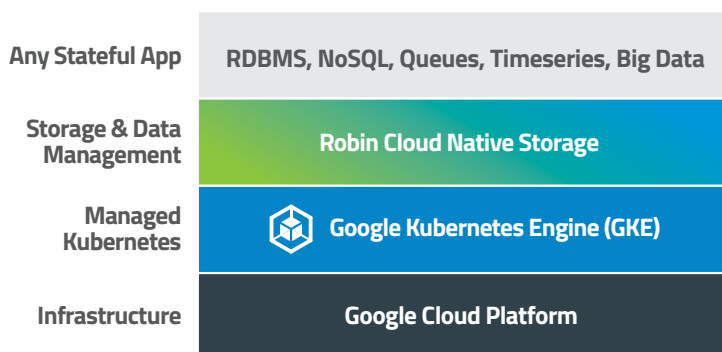 Any Stateful App
RDBMS, NoSQL, Queues, Timeseries, Big Data
Storage & Data
Management
Robin Cloud Native Storage
Managed
Kubernetes
Google Kubernetes Engine (GKE)
Infrastructure
Google Cloud Platform